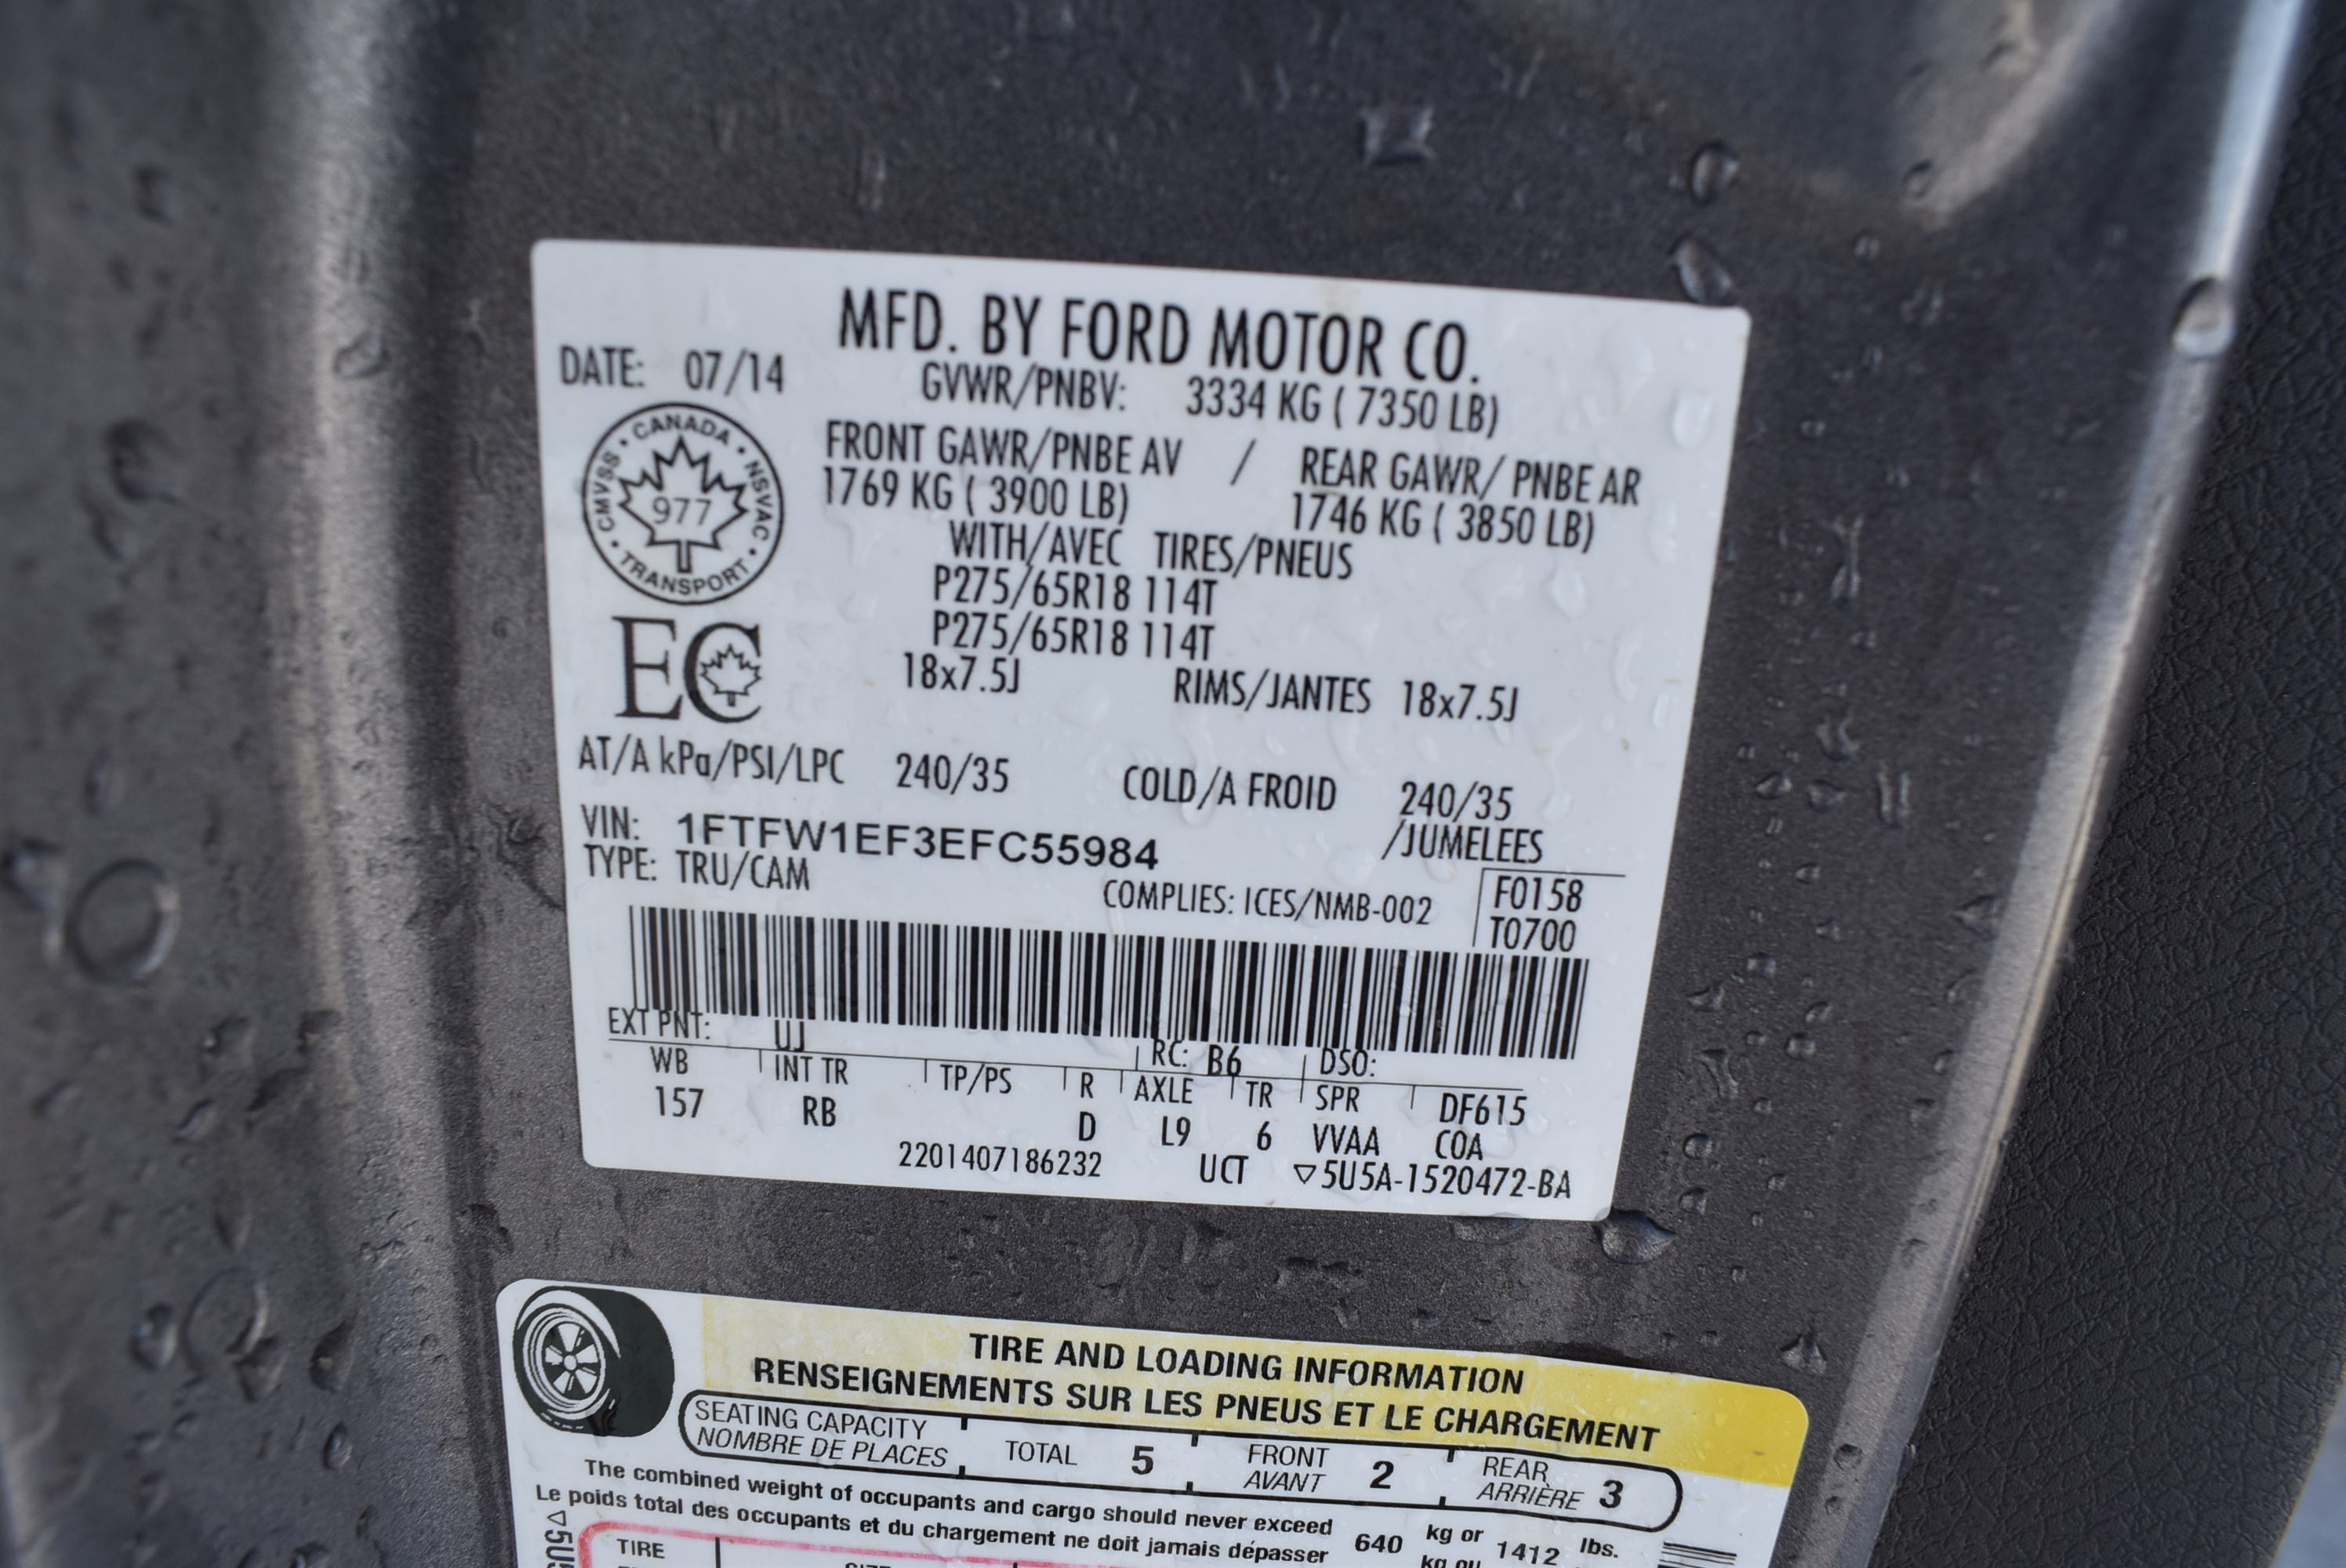 MFD. BY FORD MOTOR CO.
DATE: 07/14
GVWR/PNBV: 3334 KG ( 7350 LB)
FRONT GAWR/PNBE AV / REAR GAWR/ PNBE AR
1769 KG ( 3900 LB) 1746 KG ( 3850 LB)
WITH/AVEC TIRES/PNEUS
P275/65R18 114T
P275/65R18 114T
18x7.5J RIMS/JANTES 18x7.5J
CMVSS • CANADA • NSVAC • TRANSPORT •
977
EC
AT/A kPa/PSI/LPC 240/35 COLD/A FROID 240/35
/JUMELEES
VIN: 1FTFW1EF3EFC55984
TYPE: TRU/CAM
COMPLIES: ICES/NMB-002
F0158
T0700
EXT PNT: UJ RC: B6 DSO:
WB INT TR TP/PS R AXLE TR SPR DF615
157 RB D L9 6 VVAA COA
2201407186232 UCT ▽5U5A-1520472-BA
TIRE AND LOADING INFORMATION
RENSEIGNEMENTS SUR LES PNEUS ET LE CHARGEMENT
SEATING CAPACITY
NOMBRE DE PLACES
TOTAL 5
FRONT
AVANT
2
REAR
ARRIÈRE
3
The combined weight of occupants and cargo should never exceed
Le poids total des occupants et du chargement ne doit jamais dépasser
640 kg or 1412 lbs.
kg ou
TIRE